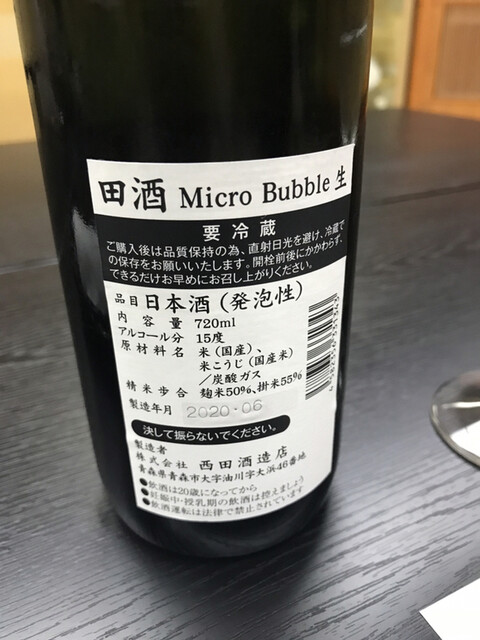 田酒 Micro Bubble 生
要冷蔵
ご購入後は品質保持の為、直射日光を避け、冷蔵で
の保存をお願いいたします。開栓前後にかかわらず、
できるだけお早めにお召し上がりください。
品目 日本酒（発泡性）
内容量 720ml
アルコール分 15度
原材料名 米（国産）、
米こうじ（国産米）
／炭酸ガス
精米歩合 麹米50%、掛米55%
製造年月 2020・06
決して振らないでください。
製造者
株式会社 西田酒造店
青森県青森市大字油川字大浜46番地
●飲酒は20歳になってから
●妊娠中・授乳期の飲酒は控えましょう
●飲酒運転は法律で禁止されています